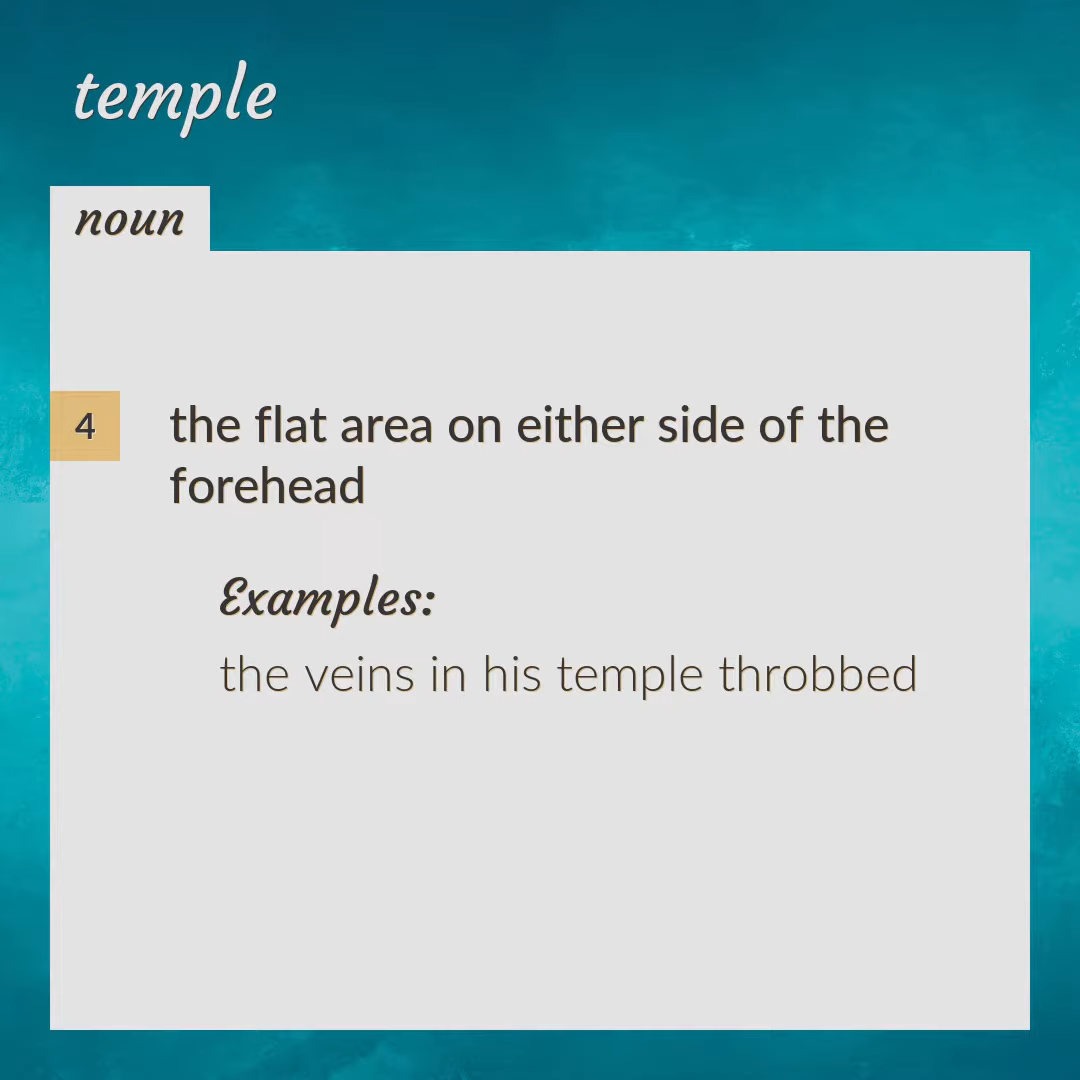 temple
noun
4
the flat area on either side of the
forehead
Examples:
the veins in his temple throbbed